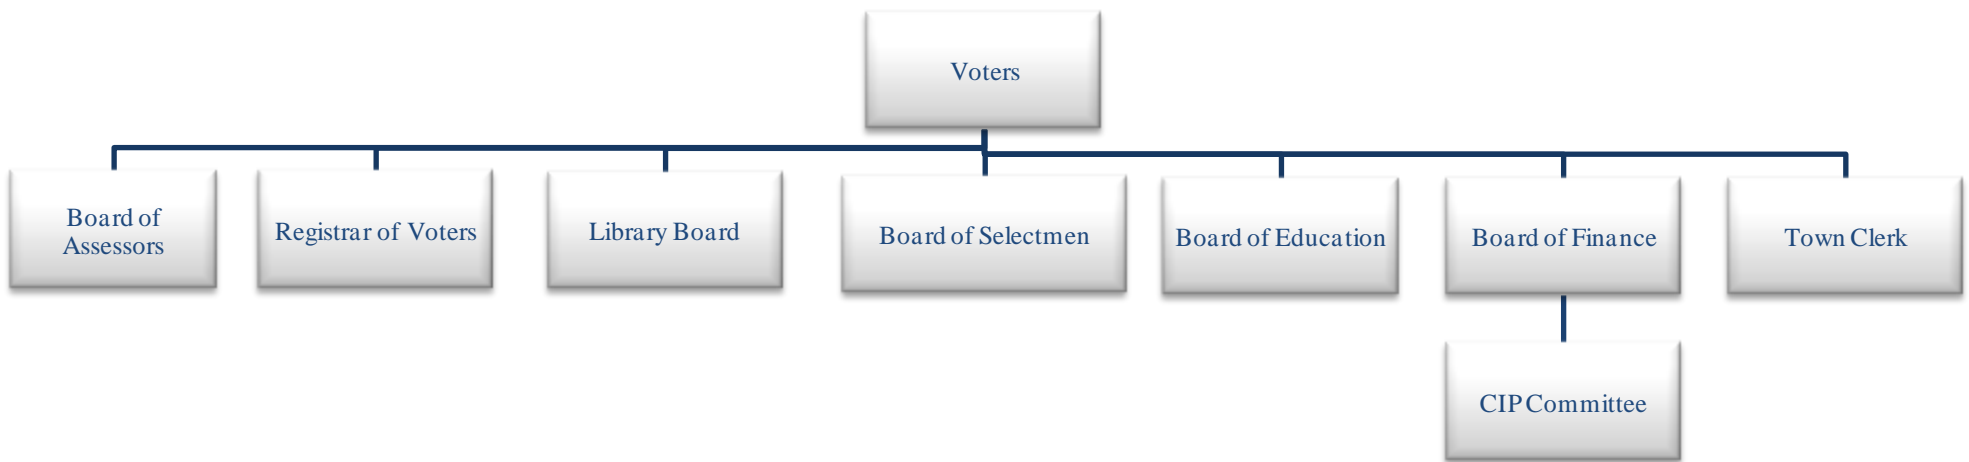 Voters
Board of
Assessors
Registrar of Voters
Library Board
Board of Selectmen
Board of Education
Board of Finance
Town Clerk
CIP Committee